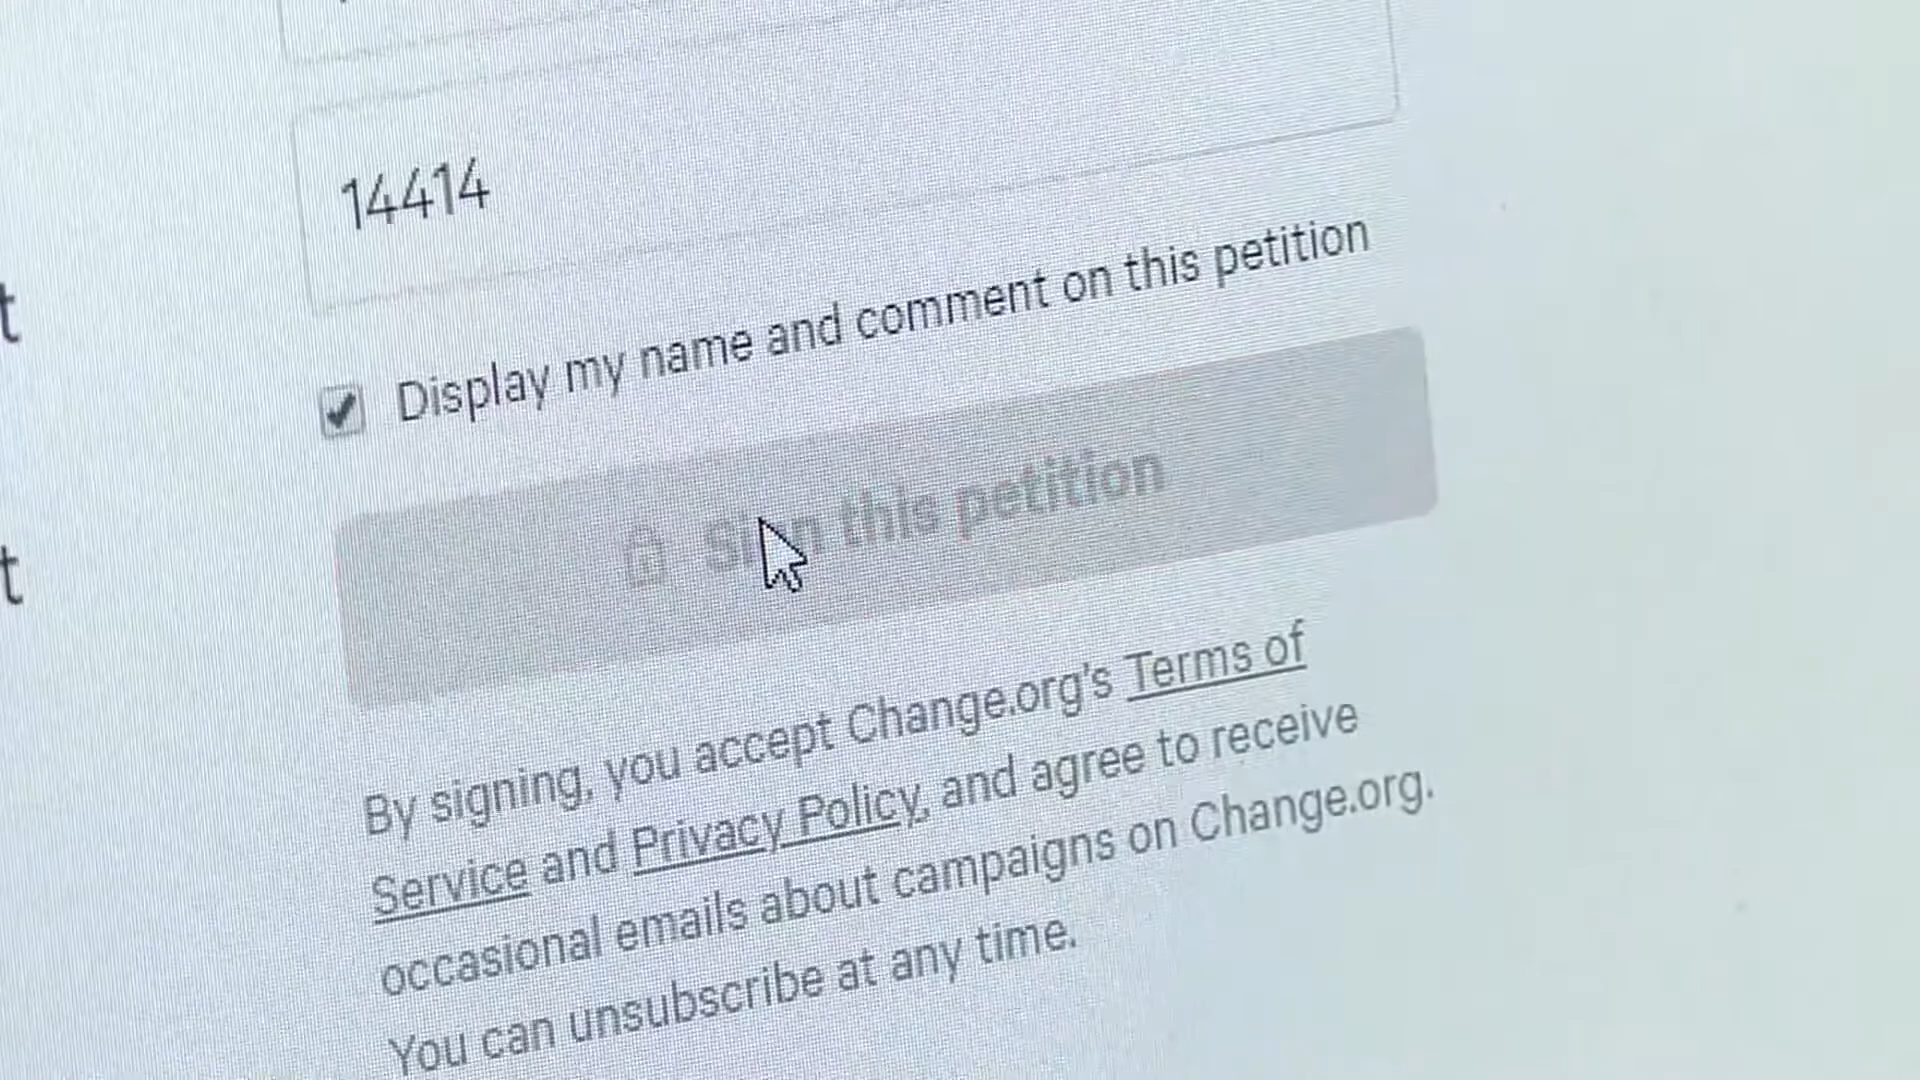 14414
t
Display my name and comment on this petition
Sign this petition
t
By signing, you accept Change.org's Terms of
Service and Privacy Policy, and agree to receive
occasional emails about campaigns on Change.org.
You can unsubscribe at any time.